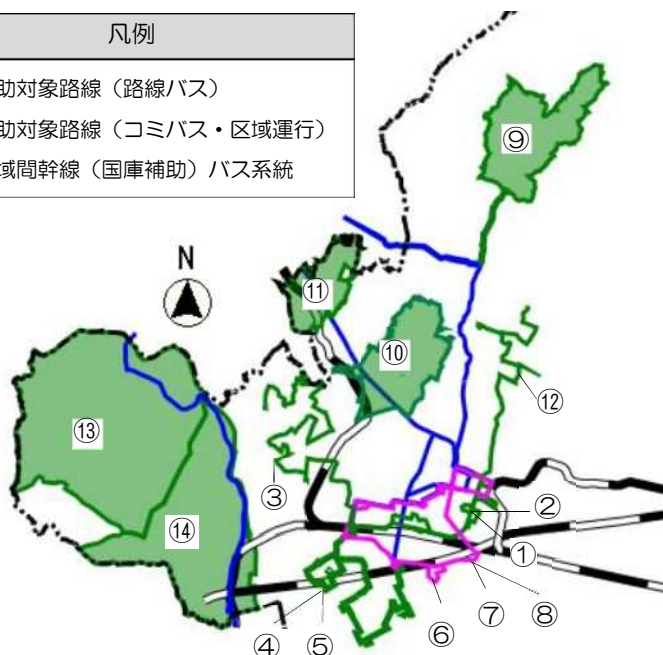 凡例
助対象路線（路線バス）
助対象路線（コミバス・区域運行）
域間幹線（国庫補助）バス系統
⑨
N
⑪
⑩
⑫
⑬
③
②
⑭
①
④
⑤
⑥
⑦
⑧